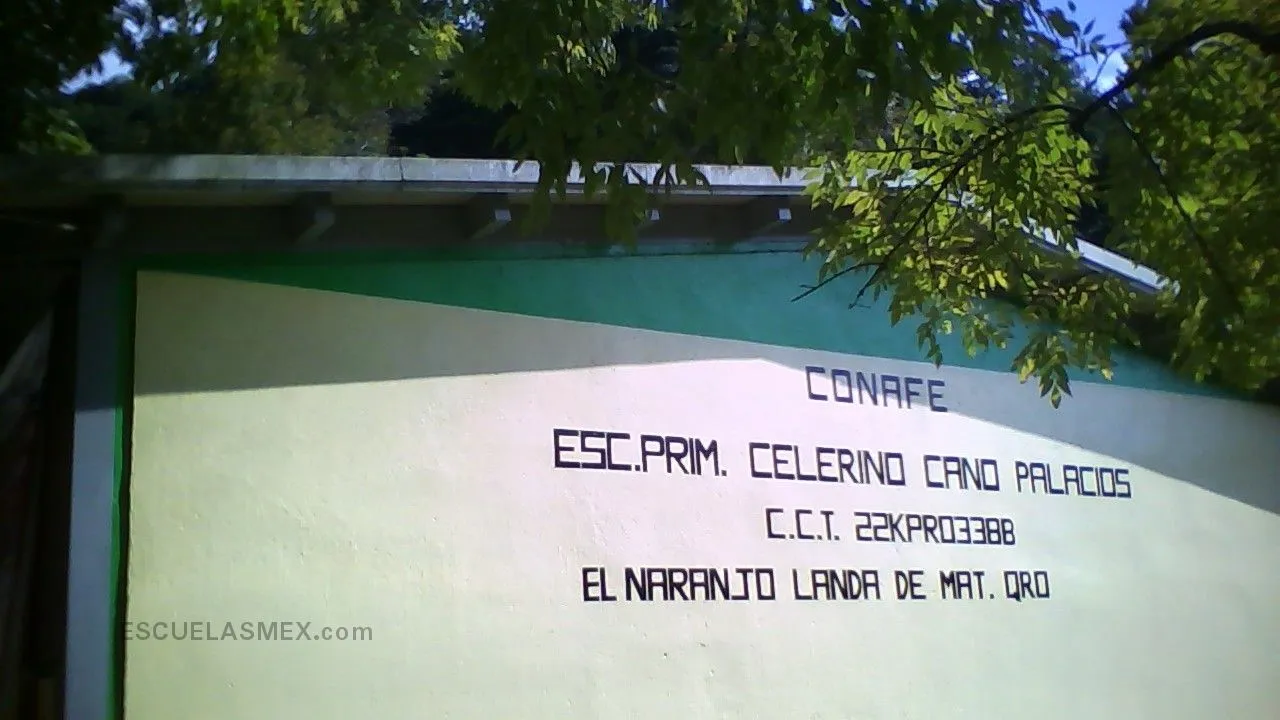 CONAFE
ESC.PRIM. CELERINO CANO PALACIOS
C.C.T. 22KPR0338B
EL NARANJO LANDA DE MAT. QRO
ESCUELASMEX.com